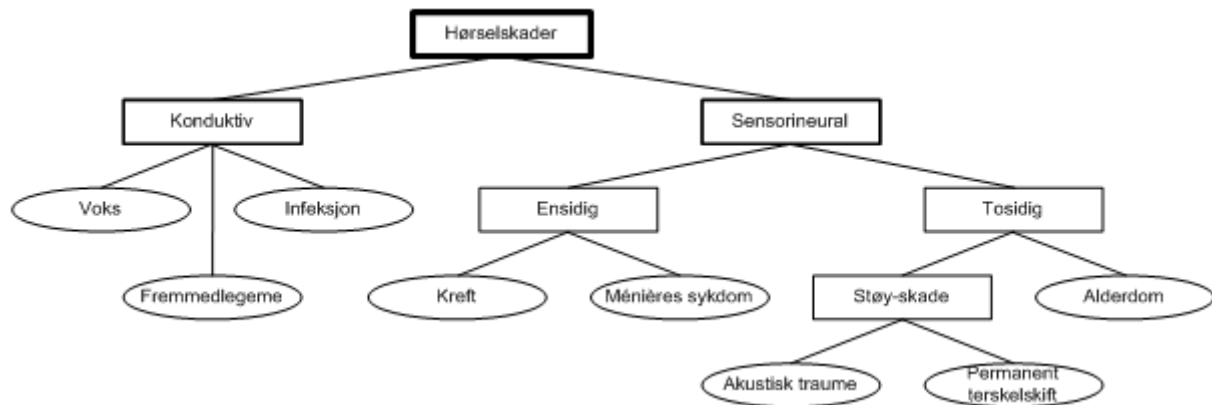 Hørselskader
Konduktiv
Sensorineural
Voks
Infeksjon
Ensidig
Tosidig
Fremmedlegeme
Kreft
Ménières sykdom
Støy-skade
Alderdom
Akustisk traume
Permanent
terskelskift